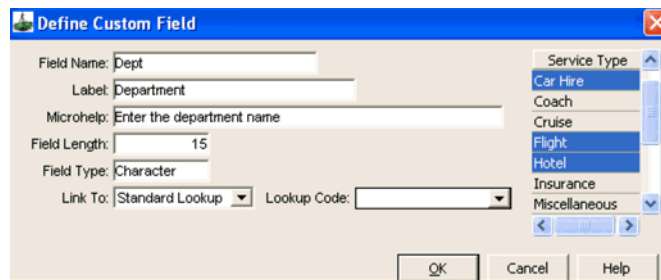 Define Custom Field
Field Name: Dept
Label: Department
Microhelp: Enter the department name
Field Length: 15
Field Type: Character
Link To: Standard Lookup Lookup Code:
Service Type
Car Hire
Coach
Cruise
Flight
Hotel
Insurance
Miscellaneous
OK Cancel Help